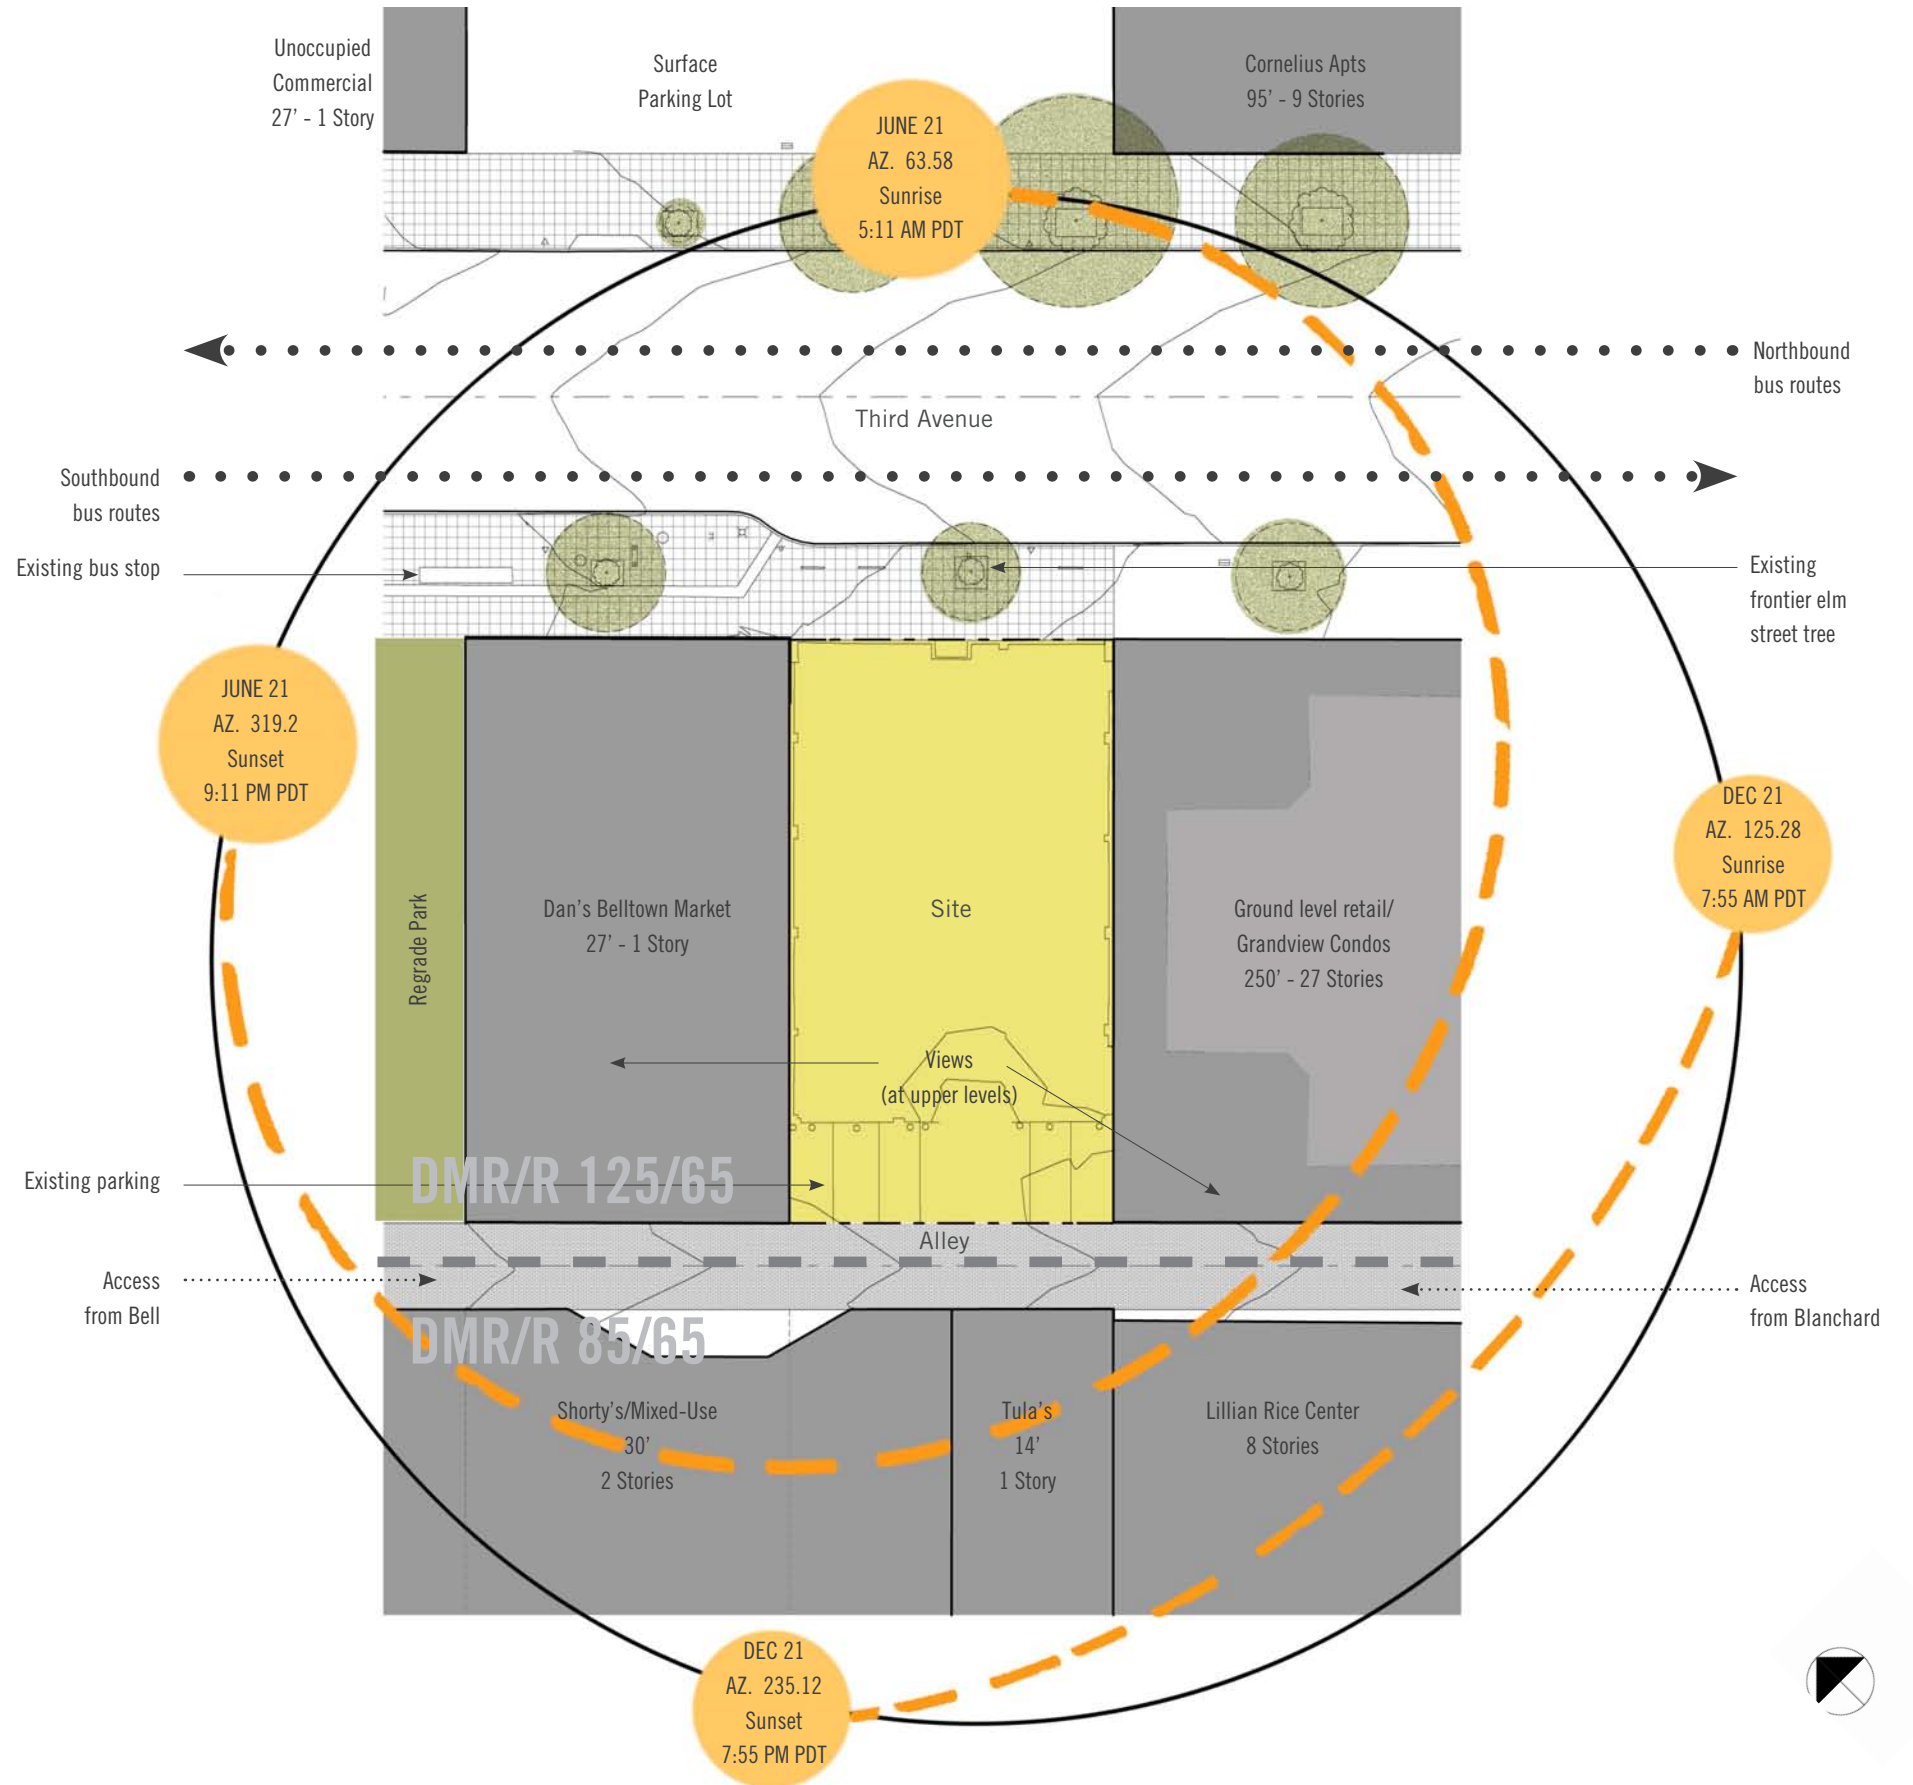 Unoccupied
Commercial
27' - 1 Story
Surface
Parking Lot
Cornelius Apts
95' - 9 Stories
JUNE 21
AZ. 63.58
Sunrise
5:11 AM PDT
Northbound
bus routes
Third Avenue
Southbound
bus routes
Existing bus stop
Existing
frontier elm
street tree
JUNE 21
AZ. 319.2
Sunset
9:11 PM PDT
DEC 21
AZ. 125.28
Sunrise
7:55 AM PDT
Regrade Park
Dan's Belltown Market
27' - 1 Story
Site
Ground level retail/
Grandview Condos
250' - 27 Stories
Views
(at upper levels)
Existing parking
DMR/R 125/65
Alley
Access
from Bell
Access
from Blanchard
DMR/R 85/65
Shorty's/Mixed-Use
30'
2 Stories
Tula's
14'
1 Story
Lillian Rice Center
8 Stories
DEC 21
AZ. 235.12
Sunset
7:55 PM PDT